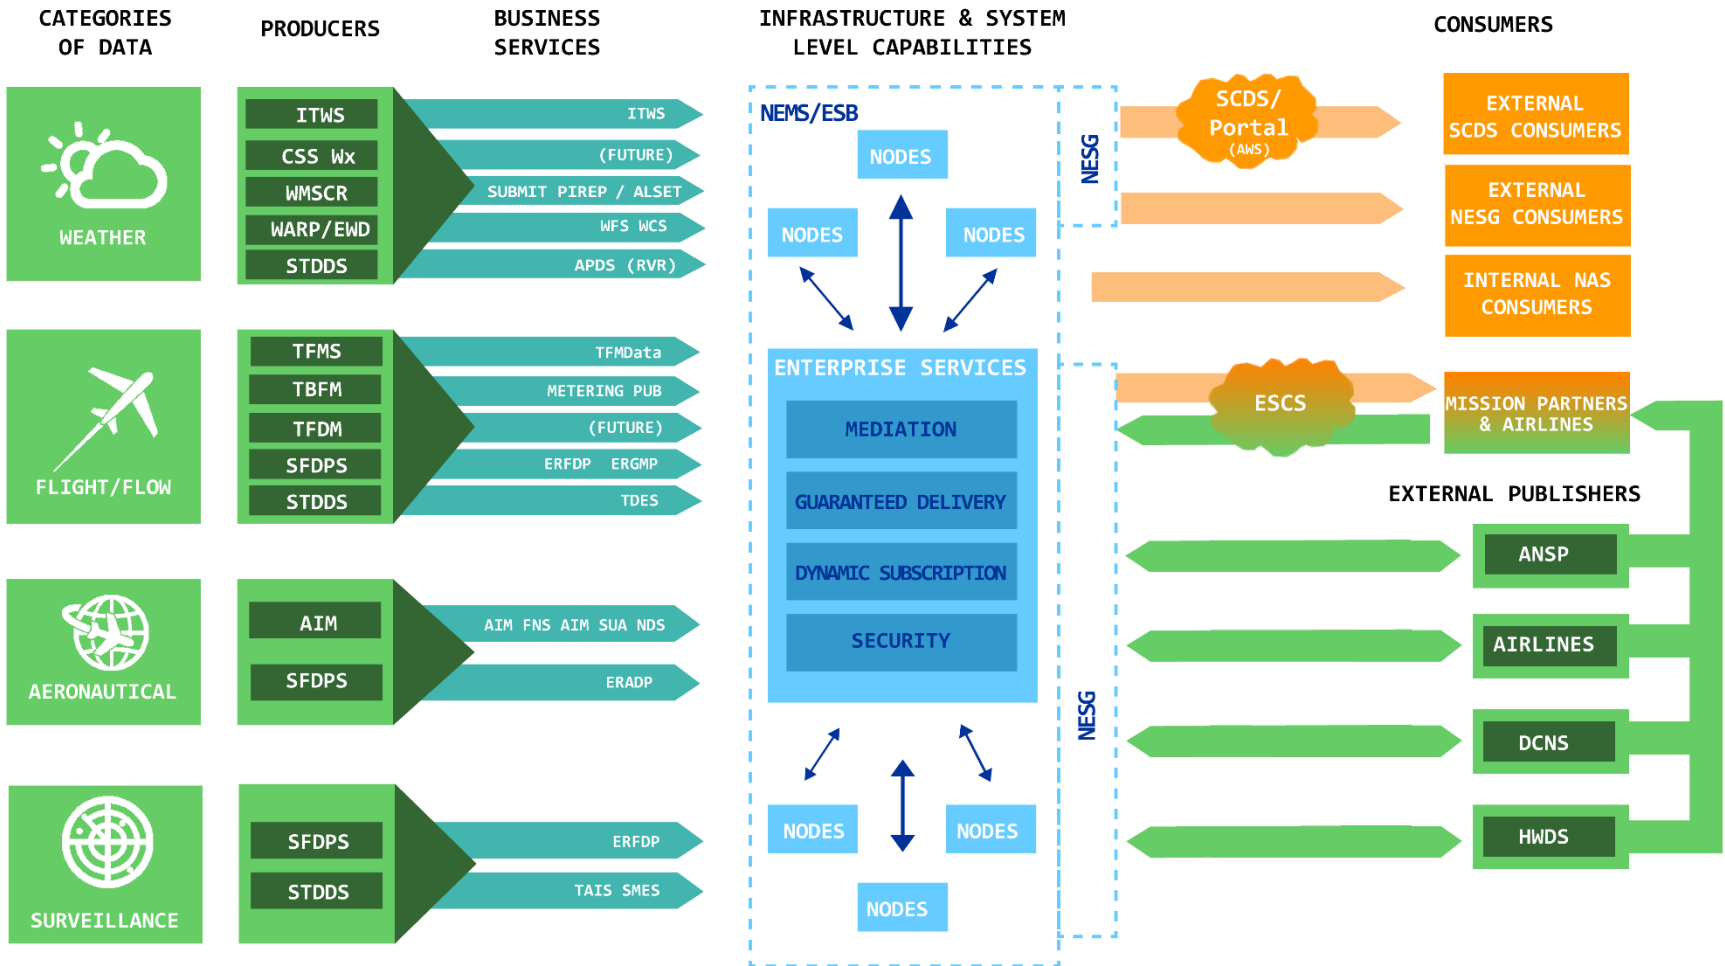 CATEGORIES
OF DATA
PRODUCERS
BUSINESS
SERVICES
INFRASTRUCTURE & SYSTEM
LEVEL CAPABILITIES
CONSUMERS
WEATHER
ITWS
CSS Wx
WMSCR
WARP/EWD
STDDS
ITWS
(FUTURE)
SUBMIT PIREP / ALSET
WFS WCS
APDS (RVR)
FLIGHT/FLOW
TFMS
TBFM
TFDM
SFDPS
STDDS
TFMData
METERING PUB
(FUTURE)
ERFDP ERGMP
TDES
AERONAUTICAL
AIM
SFDPS
AIM FNS AIM SUA NDS
ERADP
SURVEILLANCE
SFDPS
STDDS
ERFDP
TAIS SMES
NEMS/ESB
NODES
NODES
NODES
ENTERPRISE SERVICES
MEDIATION
GUARANTEED DELIVERY
DYNAMIC SUBSCRIPTION
SECURITY
NODES
NODES
NODES
NESG
NESG
SCDS/
Portal
(AWS)
ESCS
EXTERNAL
SCDS CONSUMERS
EXTERNAL
NESG CONSUMERS
INTERNAL NAS
CONSUMERS
MISSION PARTNERS
& AIRLINES
EXTERNAL PUBLISHERS
ANSP
AIRLINES
DCNS
HWDS